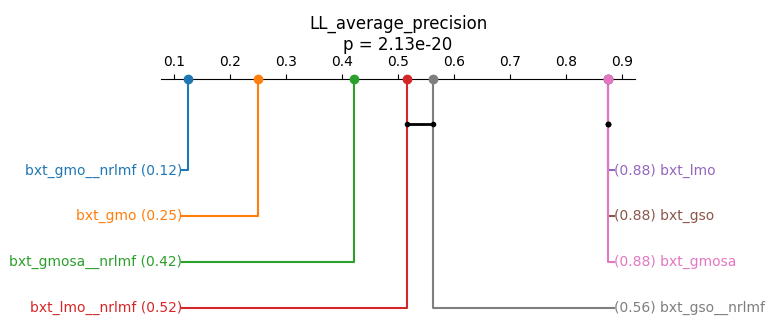 LL_average_precision
p = 2.13e-20
0.1 0.2 0.3 0.4 0.5 0.6 0.7 0.8 0.9
bxt_gmo__nrlmf (0.12) (0.88) bxt_lmo
bxt_gmo (0.25) (0.88) bxt_gso
bxt_gmosa__nrlmf (0.42) (0.88) bxt_gmosa
bxt_lmo__nrlmf (0.52) (0.56) bxt_gso__nrlmf